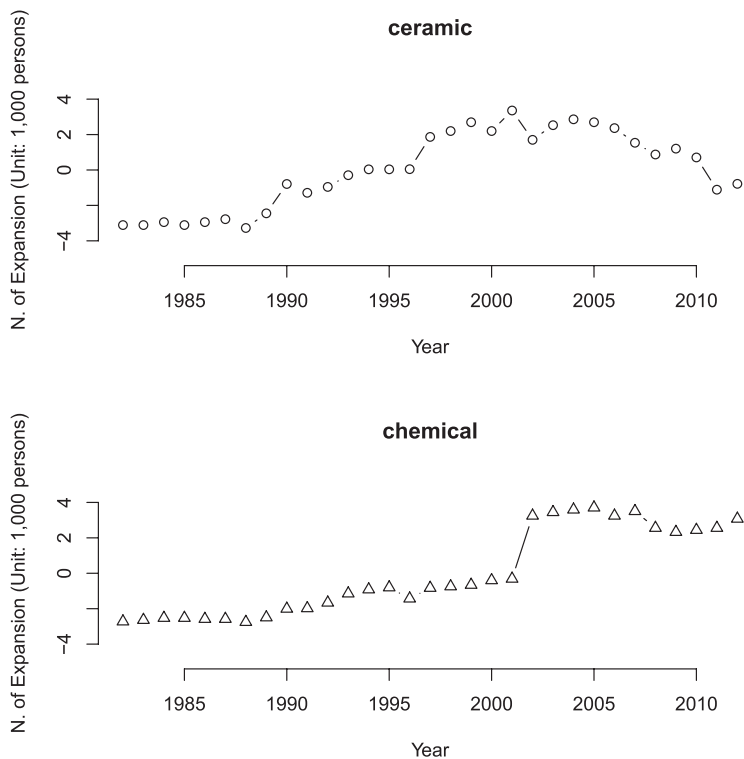 ceramic
N. of Expansion (Unit: 1,000 persons)
4
2
0
−4
1985 1990 1995 2000 2005 2010
Year
chemical
N. of Expansion (Unit: 1,000 persons)
4
2
0
−4
1985 1990 1995 2000 2005 2010
Year